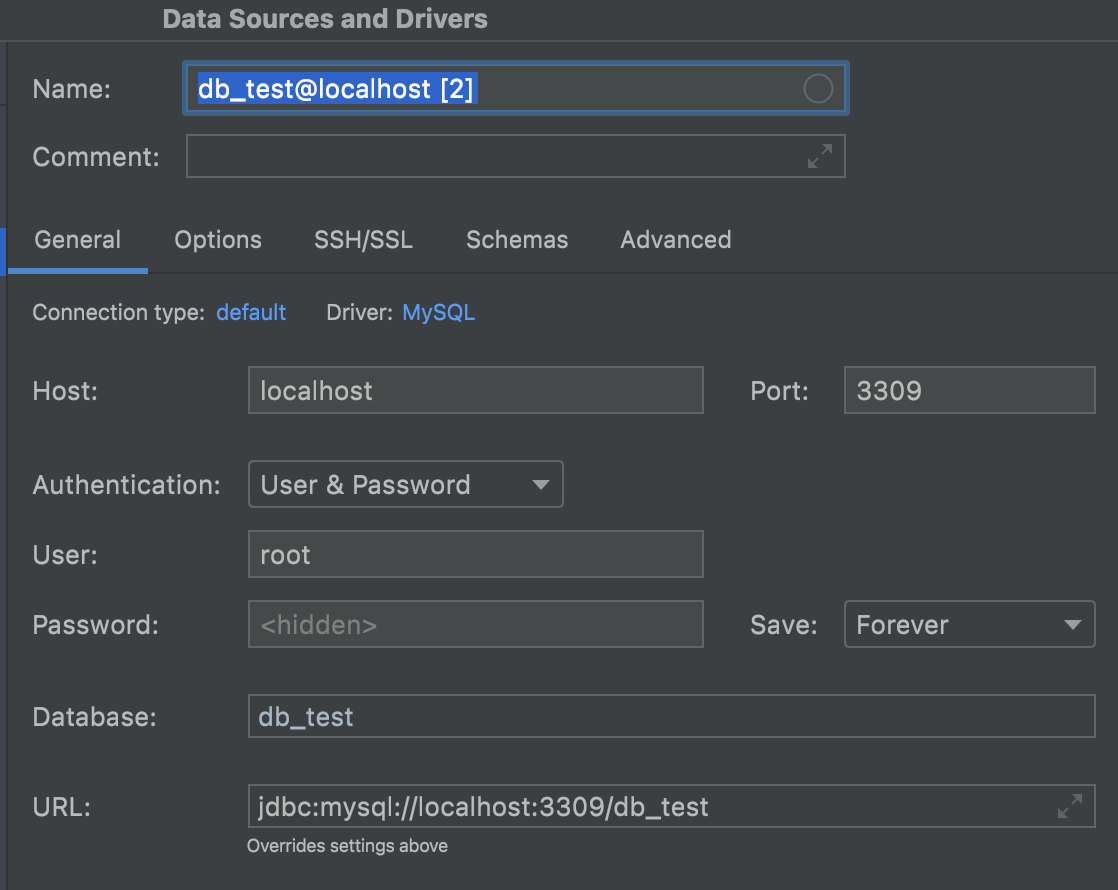 Data Sources and Drivers
Name: db_test@localhost [2]
Comment:
General Options SSH/SSL Schemas Advanced
Connection type: default Driver: MySQL
Host: localhost Port: 3309
Authentication: User & Password
User: root
Password: <hidden> Save: Forever
Database: db_test
URL: jdbc:mysql://localhost:3309/db_test
Overrides settings above